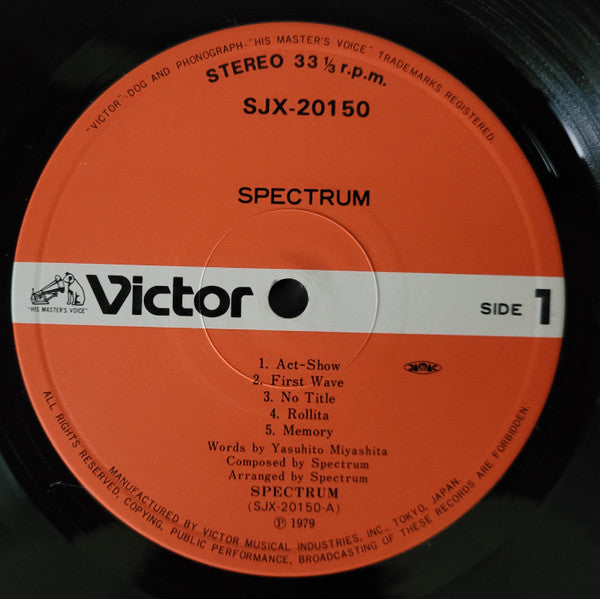 "VICTOR"-DOG AND PHONOGRAPH-"HIS MASTER'S VOICE" TRADEMARKS REGISTERED.
STEREO 33 ⅓ r.p.m.
SJX-20150
SPECTRUM
"HIS MASTER'S VOICE"
Victor
SIDE 1
1. Act-Show
2. First Wave
3. No Title
4. Rollita
5. Memory
Words by Yasuhito Miyashita
Composed by Spectrum
Arranged by Spectrum
SPECTRUM
(SJX-20150-A)
Ⓟ 1979
ALL RIGHTS RESERVED. COPYING, PUBLIC PERFORMANCE, BROADCASTING OF THESE RECORDS ARE FORBIDDEN.
MANUFACTURED BY VICTOR MUSICAL INDUSTRIES, INC., TOKYO, JAPAN.